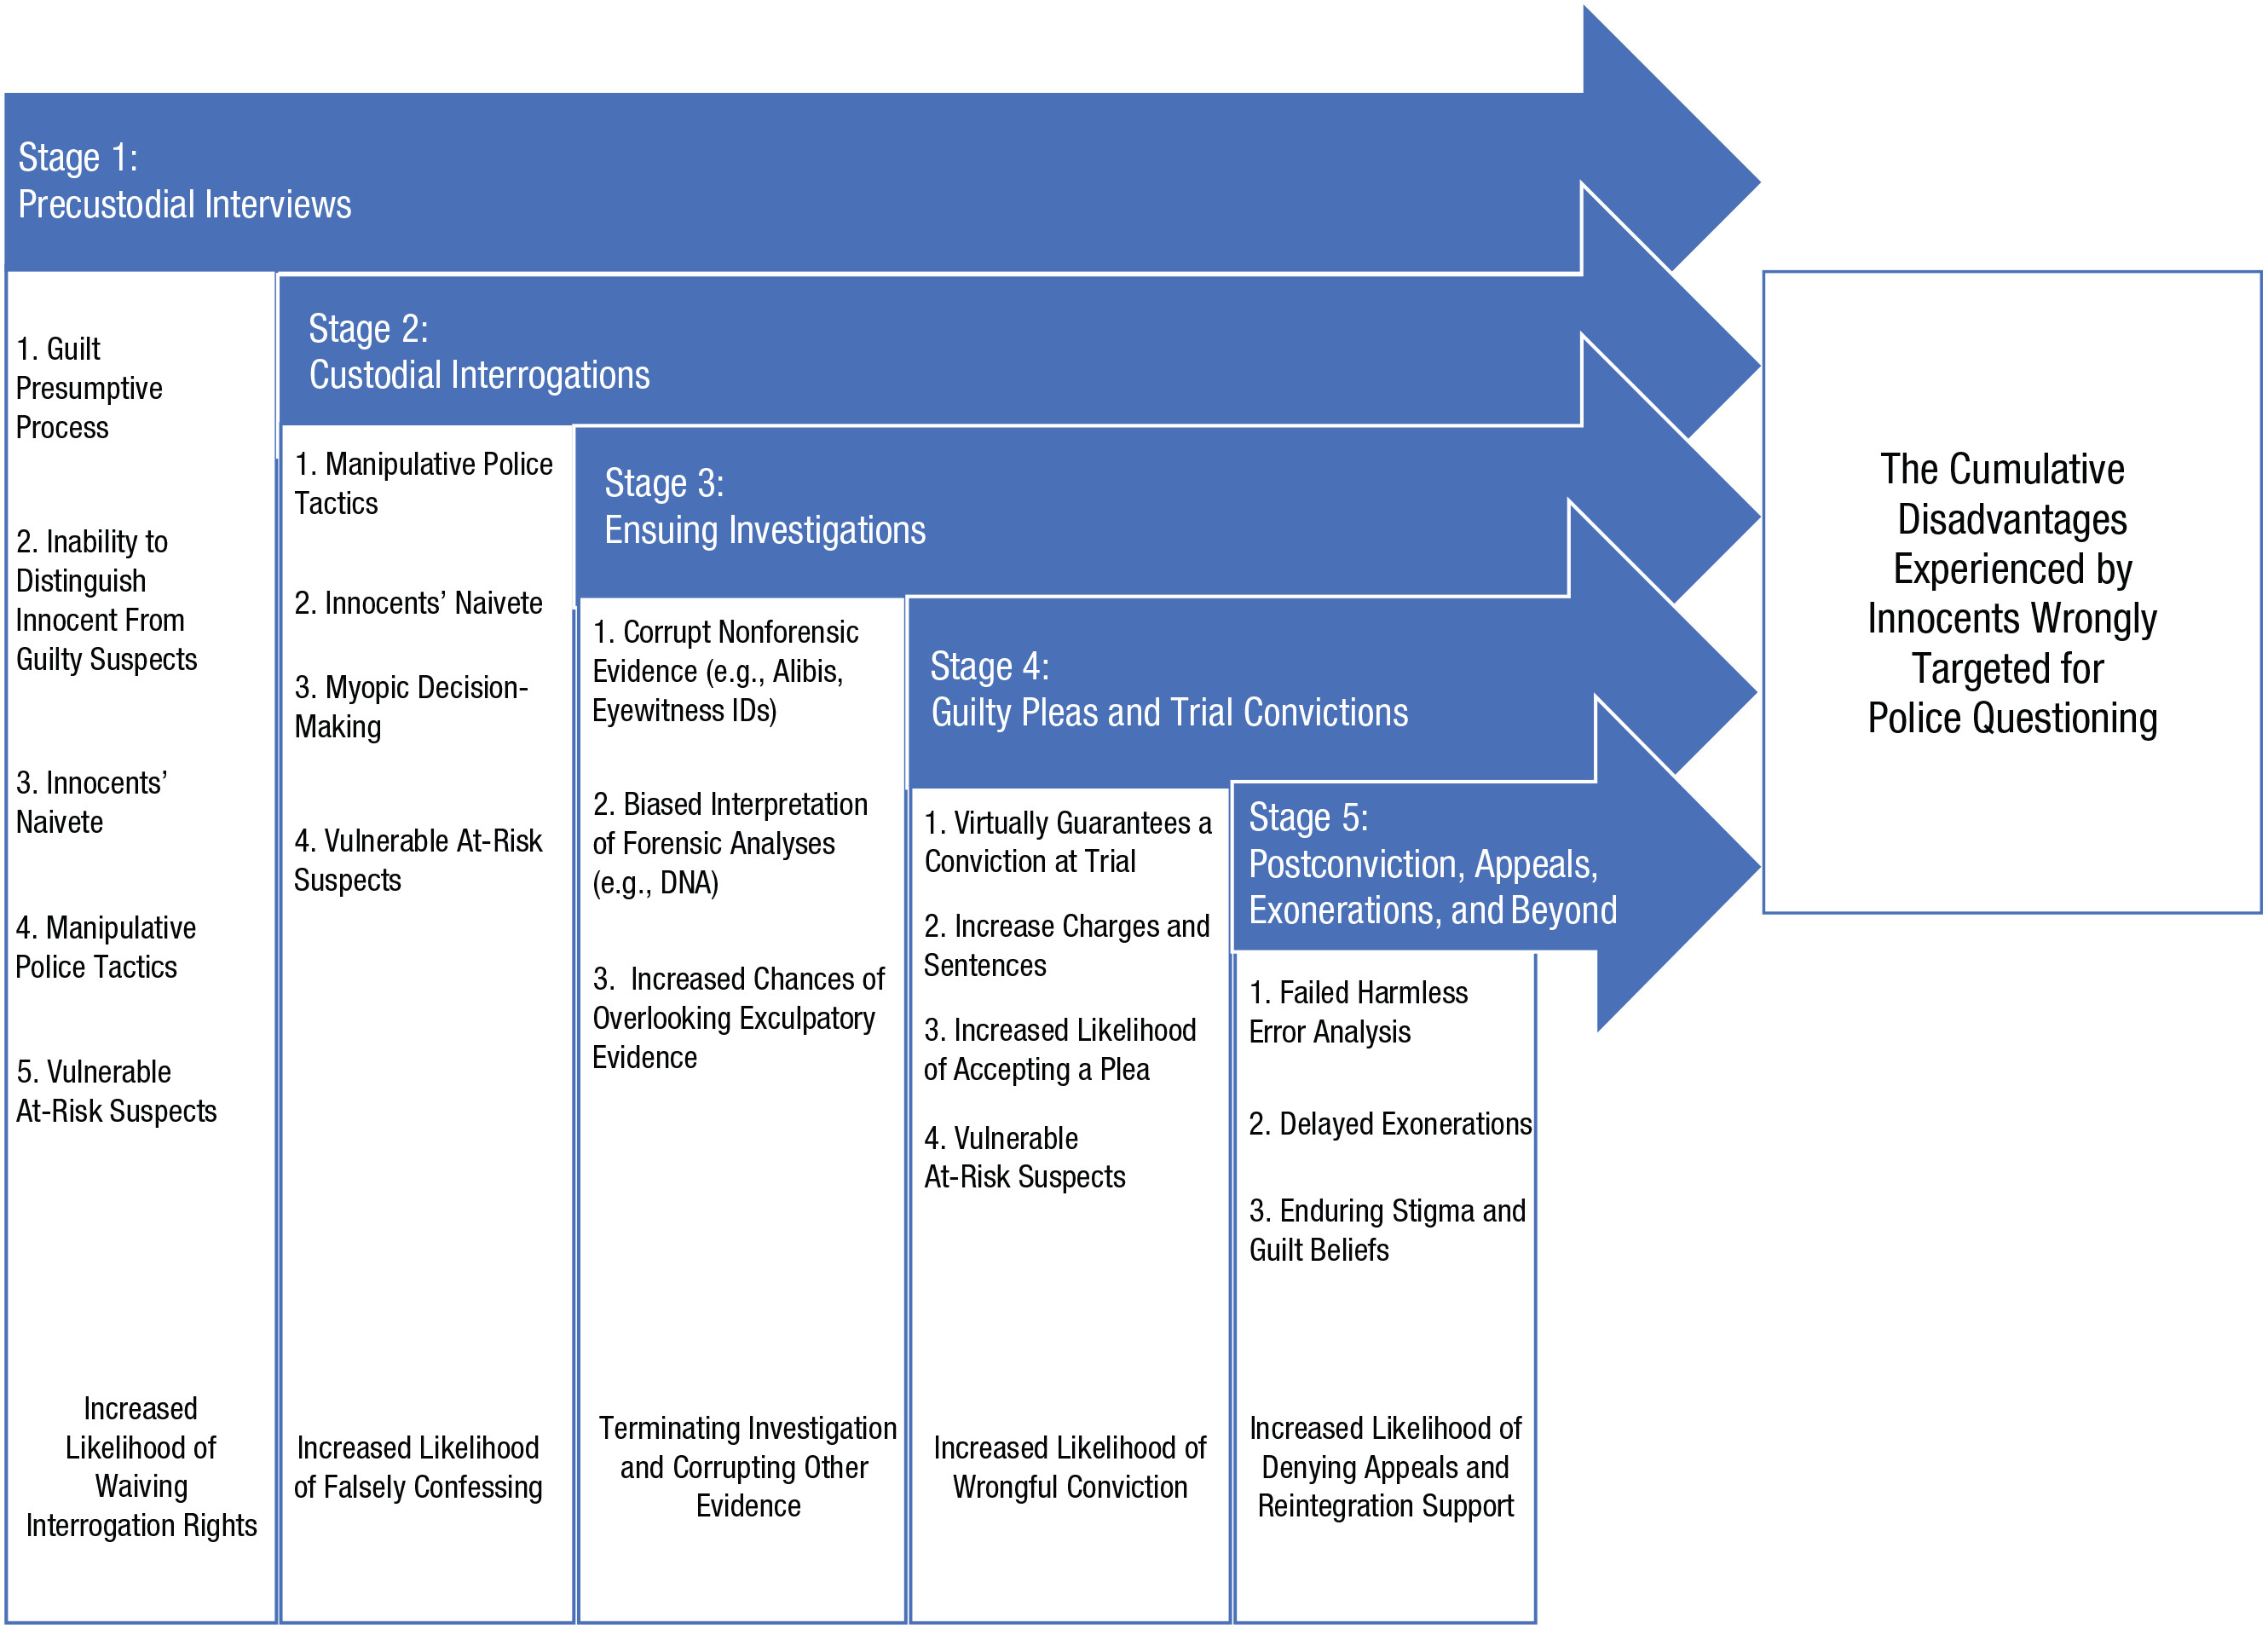 Stage 1:
Precustodial Interviews
1. Guilt
Presumptive
Process
2. Inability to
Distinguish
Innocent From
Guilty Suspects
3. Innocents’
Naivete
4. Manipulative
Police Tactics
5. Vulnerable
At-Risk Suspects
Increased
Likelihood of
Waiving
Interrogation Rights
Stage 2:
Custodial Interrogations
1. Manipulative Police
Tactics
2. Innocents’ Naivete
3. Myopic Decision-
Making
4. Vulnerable At-Risk
Suspects
Increased Likelihood
of Falsely Confessing
Stage 3:
Ensuing Investigations
1. Corrupt Nonforensic
Evidence (e.g., Alibis,
Eyewitness IDs)
2. Biased Interpretation
of Forensic Analyses
(e.g., DNA)
3. Increased Chances of
Overlooking Exculpatory
Evidence
Terminating Investigation
and Corrupting Other
Evidence
Stage 4:
Guilty Pleas and Trial Convictions
1. Virtually Guarantees a
Conviction at Trial
2. Increase Charges and
Sentences
3. Increased Likelihood
of Accepting a Plea
4. Vulnerable
At-Risk Suspects
Increased Likelihood of
Wrongful Conviction
Stage 5:
Postconviction, Appeals,
Exonerations, and Beyond
1. Failed Harmless
Error Analysis
2. Delayed Exonerations
3. Enduring Stigma and
Guilt Beliefs
Increased Likelihood of
Denying Appeals and
Reintegration Support
The Cumulative
Disadvantages
Experienced by
Innocents Wrongly
Targeted for
Police Questioning